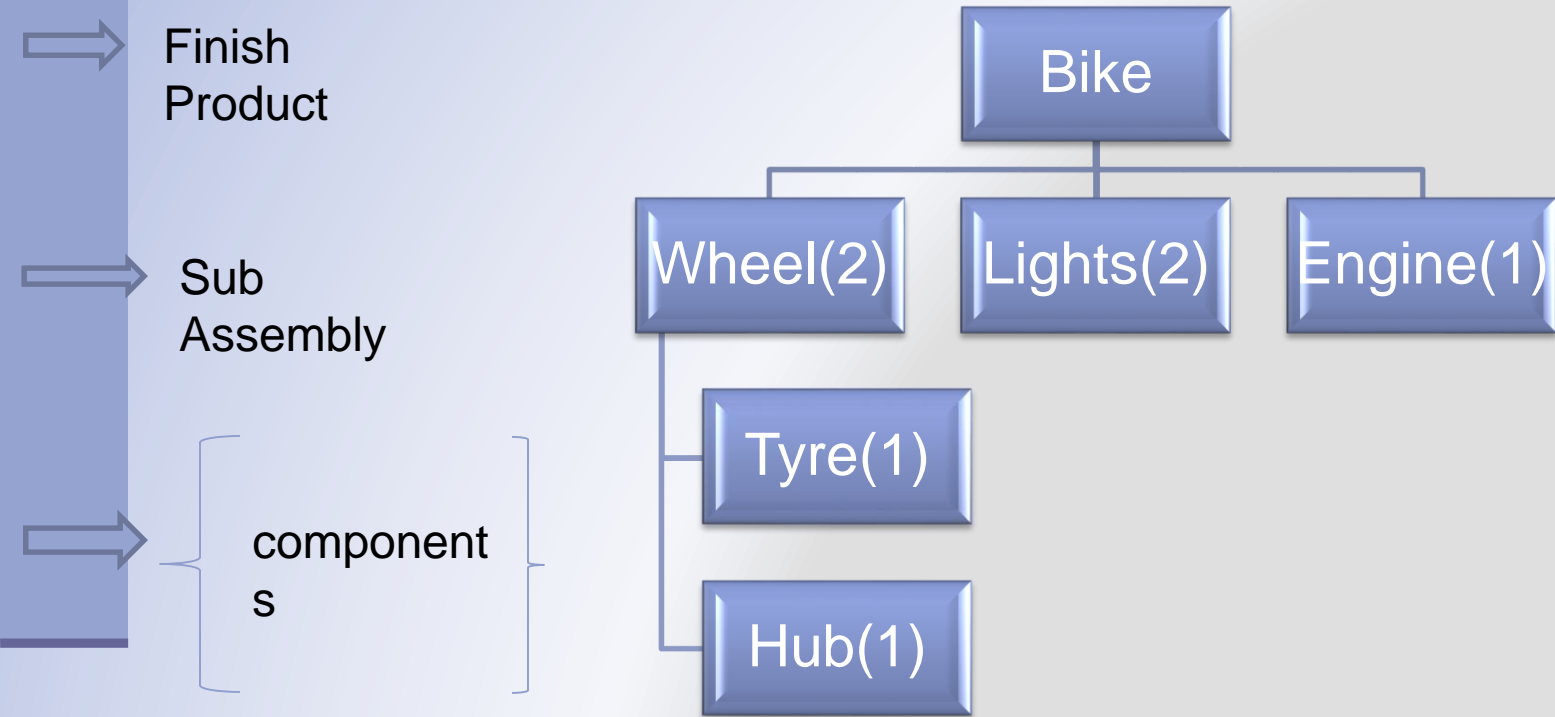 Finish
Product
Bike
Sub
Assembly
Wheel(2)
Lights(2)
Engine(1)
component
s
Tyre(1)
Hub(1)